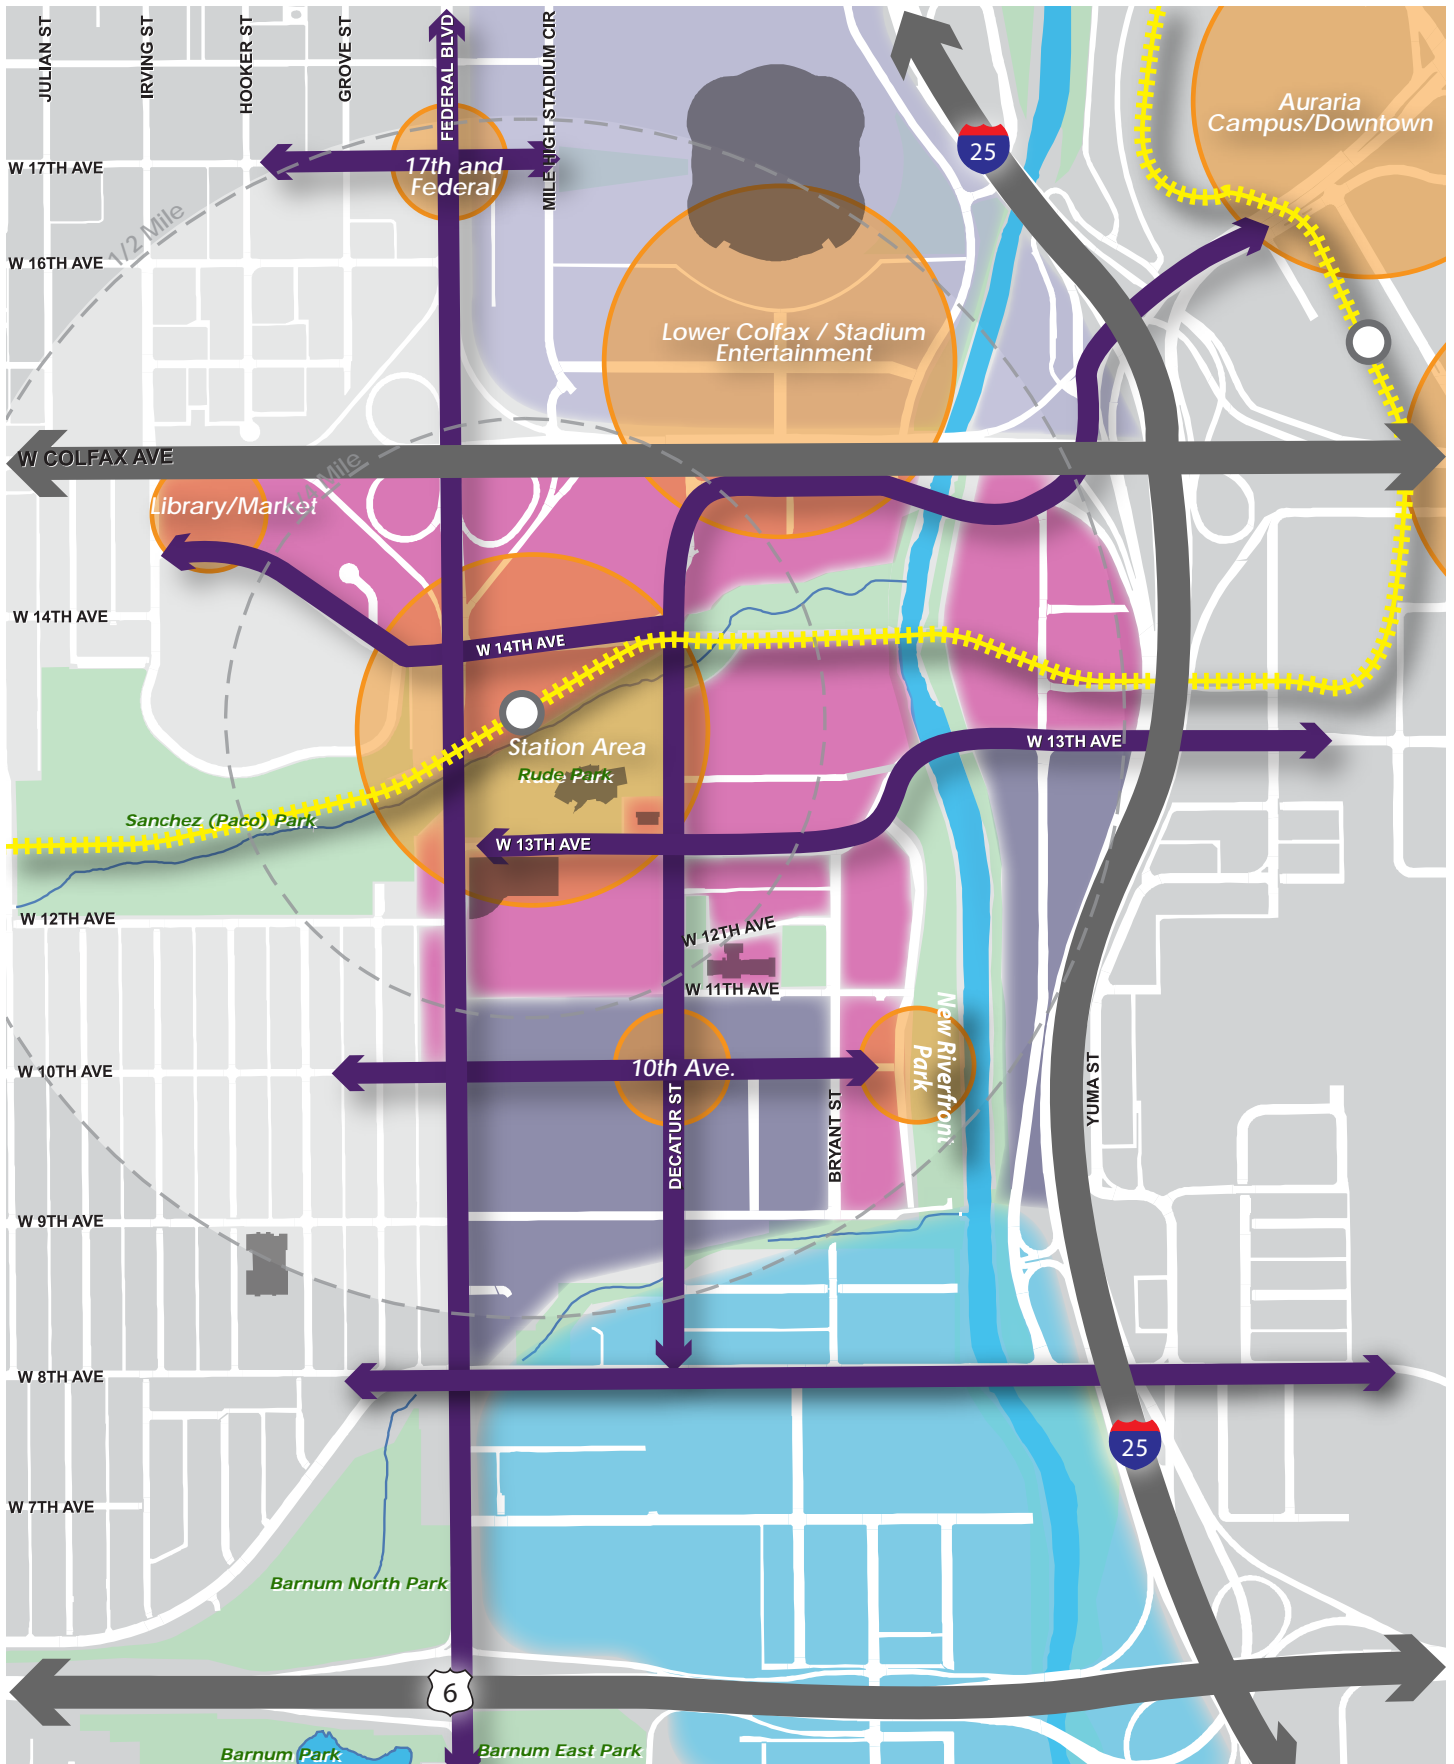 JULIAN ST
IRVING ST
HOOKER ST
GROVE ST
FEDERAL BLVD
MILE HIGH STADIUM CIR
Auraria
Campus/Downtown
25
W 17TH AVE
17th and
Federal
1/2 Mile
W 16TH AVE
Lower Colfax / Stadium
Entertainment
W COLFAX AVE
Mile
Library/Market
W 14TH AVE
W 14TH AVE
Station Area
Rude Park
Rude Park
W 13TH AVE
Sanchez (Paco) Park
W 13TH AVE
W 12TH AVE
W 12TH AVE
W 11TH AVE
New Riverfront
Park
10th Ave.
W 10TH AVE
DECATUR ST
BRYANT ST
YUMA ST
W 9TH AVE
W 8TH AVE
25
W 7TH AVE
Barnum North Park
6
Barnum Park
Barnum East Park